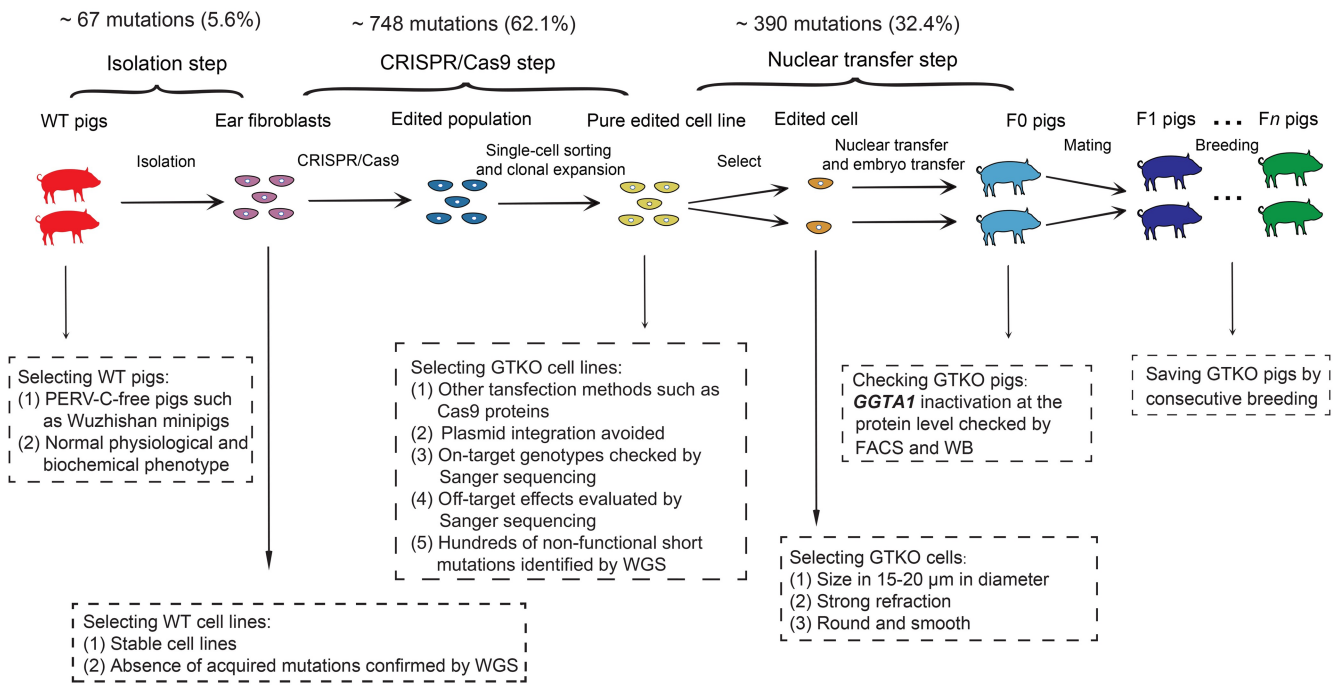 ~ 67 mutations (5.6%)
~ 748 mutations (62.1%)
~ 390 mutations (32.4%)
Isolation step
CRISPR/Cas9 step
Nuclear transfer step
WT pigs
Ear fibroblasts
Edited population
Pure edited cell line
Edited cell
F0 pigs
F1 pigs
...
Fn pigs
Isolation
CRISPR/Cas9
Single-cell sorting
and clonal expansion
Select
Nuclear transfer
and embryo transfer
Mating
Breeding
...
Selecting WT pigs:
(1) PERV-C-free pigs such
as Wuzhishan minipigs
(2) Normal physiological and
biochemical phenotype
Selecting GTKO cell lines:
(1) Other tansfection methods such as
Cas9 proteins
(2) Plasmid integration avoided
(3) On-target genotypes checked by
Sanger sequencing
(4) Off-target effects evaluated by
Sanger sequencing
(5) Hundreds of non-functional short
mutations identified by WGS
Checking GTKO pigs:
GGTA1 inactivation at the
protein level checked by
FACS and WB
Saving GTKO pigs by
consecutive breeding
Selecting GTKO cells:
(1) Size in 15-20 μm in diameter
(2) Strong refraction
(3) Round and smooth
Selecting WT cell lines:
(1) Stable cell lines
(2) Absence of acquired mutations confirmed by WGS